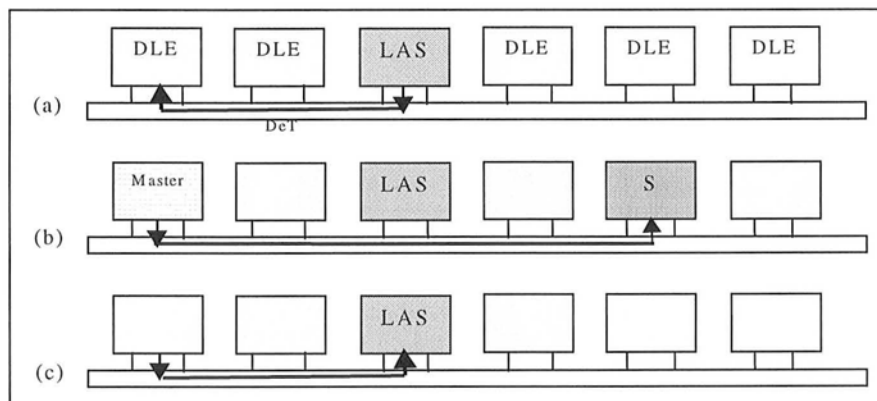 DLE DLE LAS DLE DLE DLE
(a)
DeT
Master LAS S
(b)
LAS
(c)